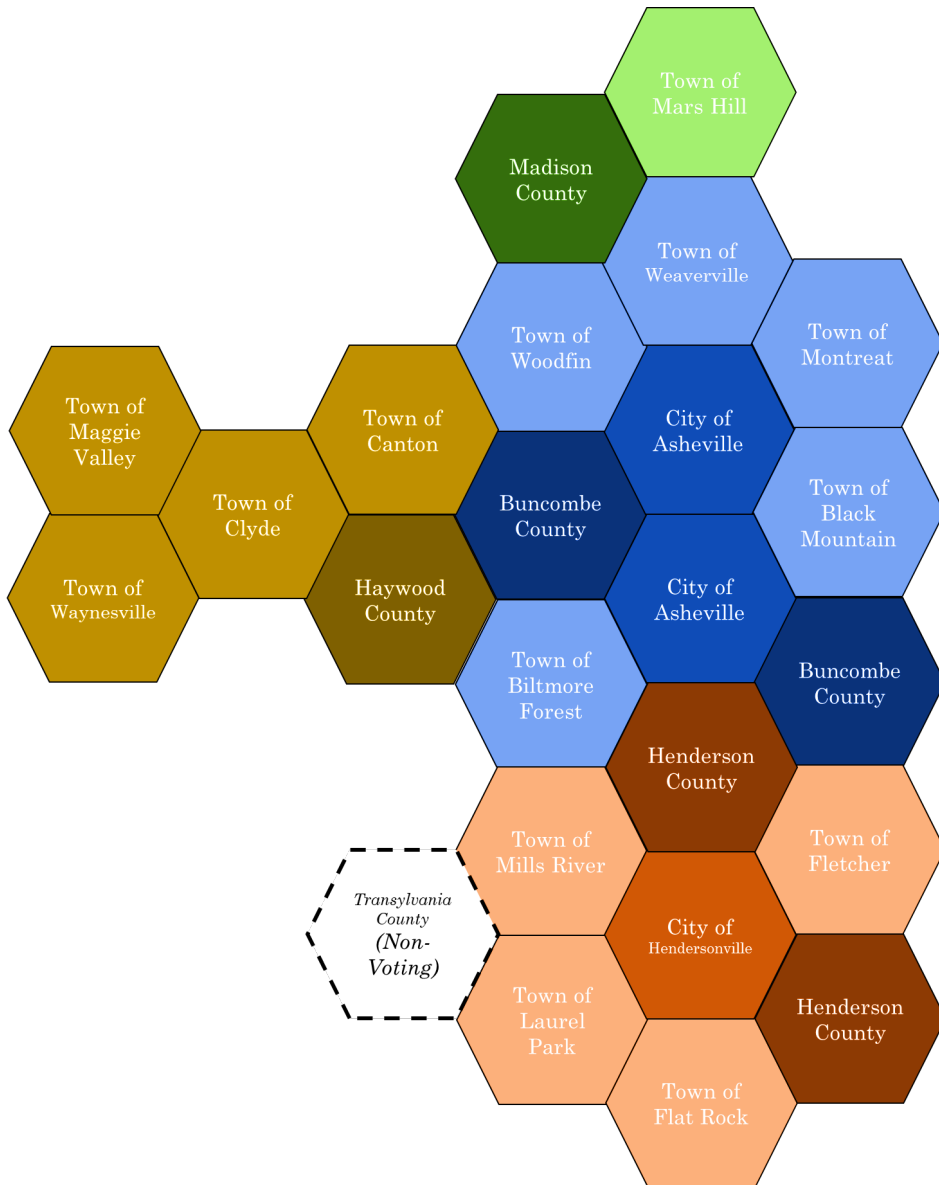 Town of
Mars Hill
Madison
County
Town of
Weaverville
Town of
Woodfin
Town of
Montreat
Town of
Maggie
Valley
Town of
Canton
City of
Asheville
Town of
Clyde
Buncombe
County
Town of
Black
Mountain
Town of
Waynesville
Haywood
County
City of
Asheville
Town of
Biltmore
Forest
Buncombe
County
Henderson
County
Town of
Mills River
Town of
Fletcher
Transylvania
County
(Non-
Voting)
City of
Hendersonville
Town of
Laurel
Park
Henderson
County
Town of
Flat Rock